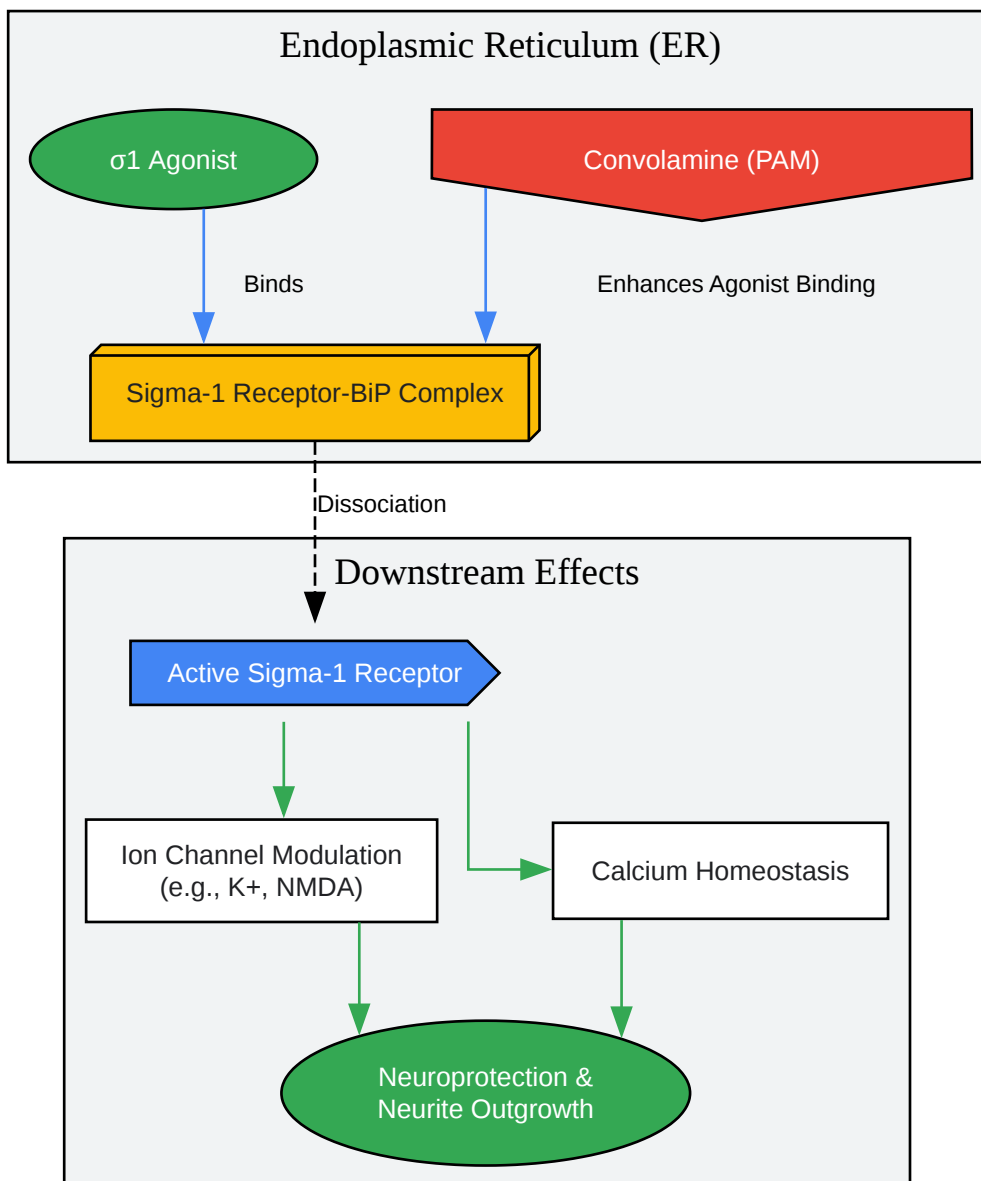 Endoplasmic Reticulum (ER)
σ1 Agonist
Convolamine (PAM)
Binds
Enhances Agonist Binding
Sigma-1 Receptor-BiP Complex
Dissociation
Downstream Effects
Active Sigma-1 Receptor
Ion Channel Modulation
(e.g., K+, NMDA)
Calcium Homeostasis
Neuroprotection &
Neurite Outgrowth